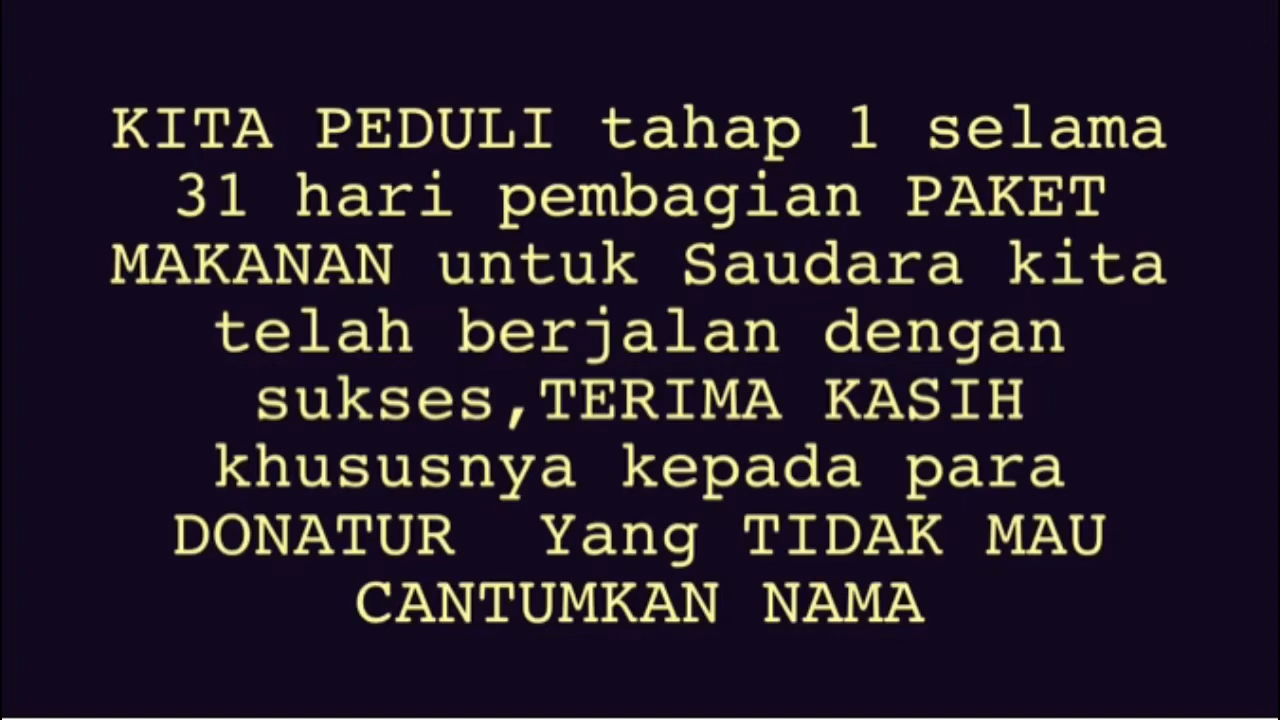 KITA PEDULI tahap 1 selama
31 hari pembagian PAKET
MAKANAN untuk Saudara kita
telah berjalan dengan
sukses,TERIMA KASIH
khususnya kepada para
DONATUR  Yang TIDAK MAU
CANTUMKAN NAMA